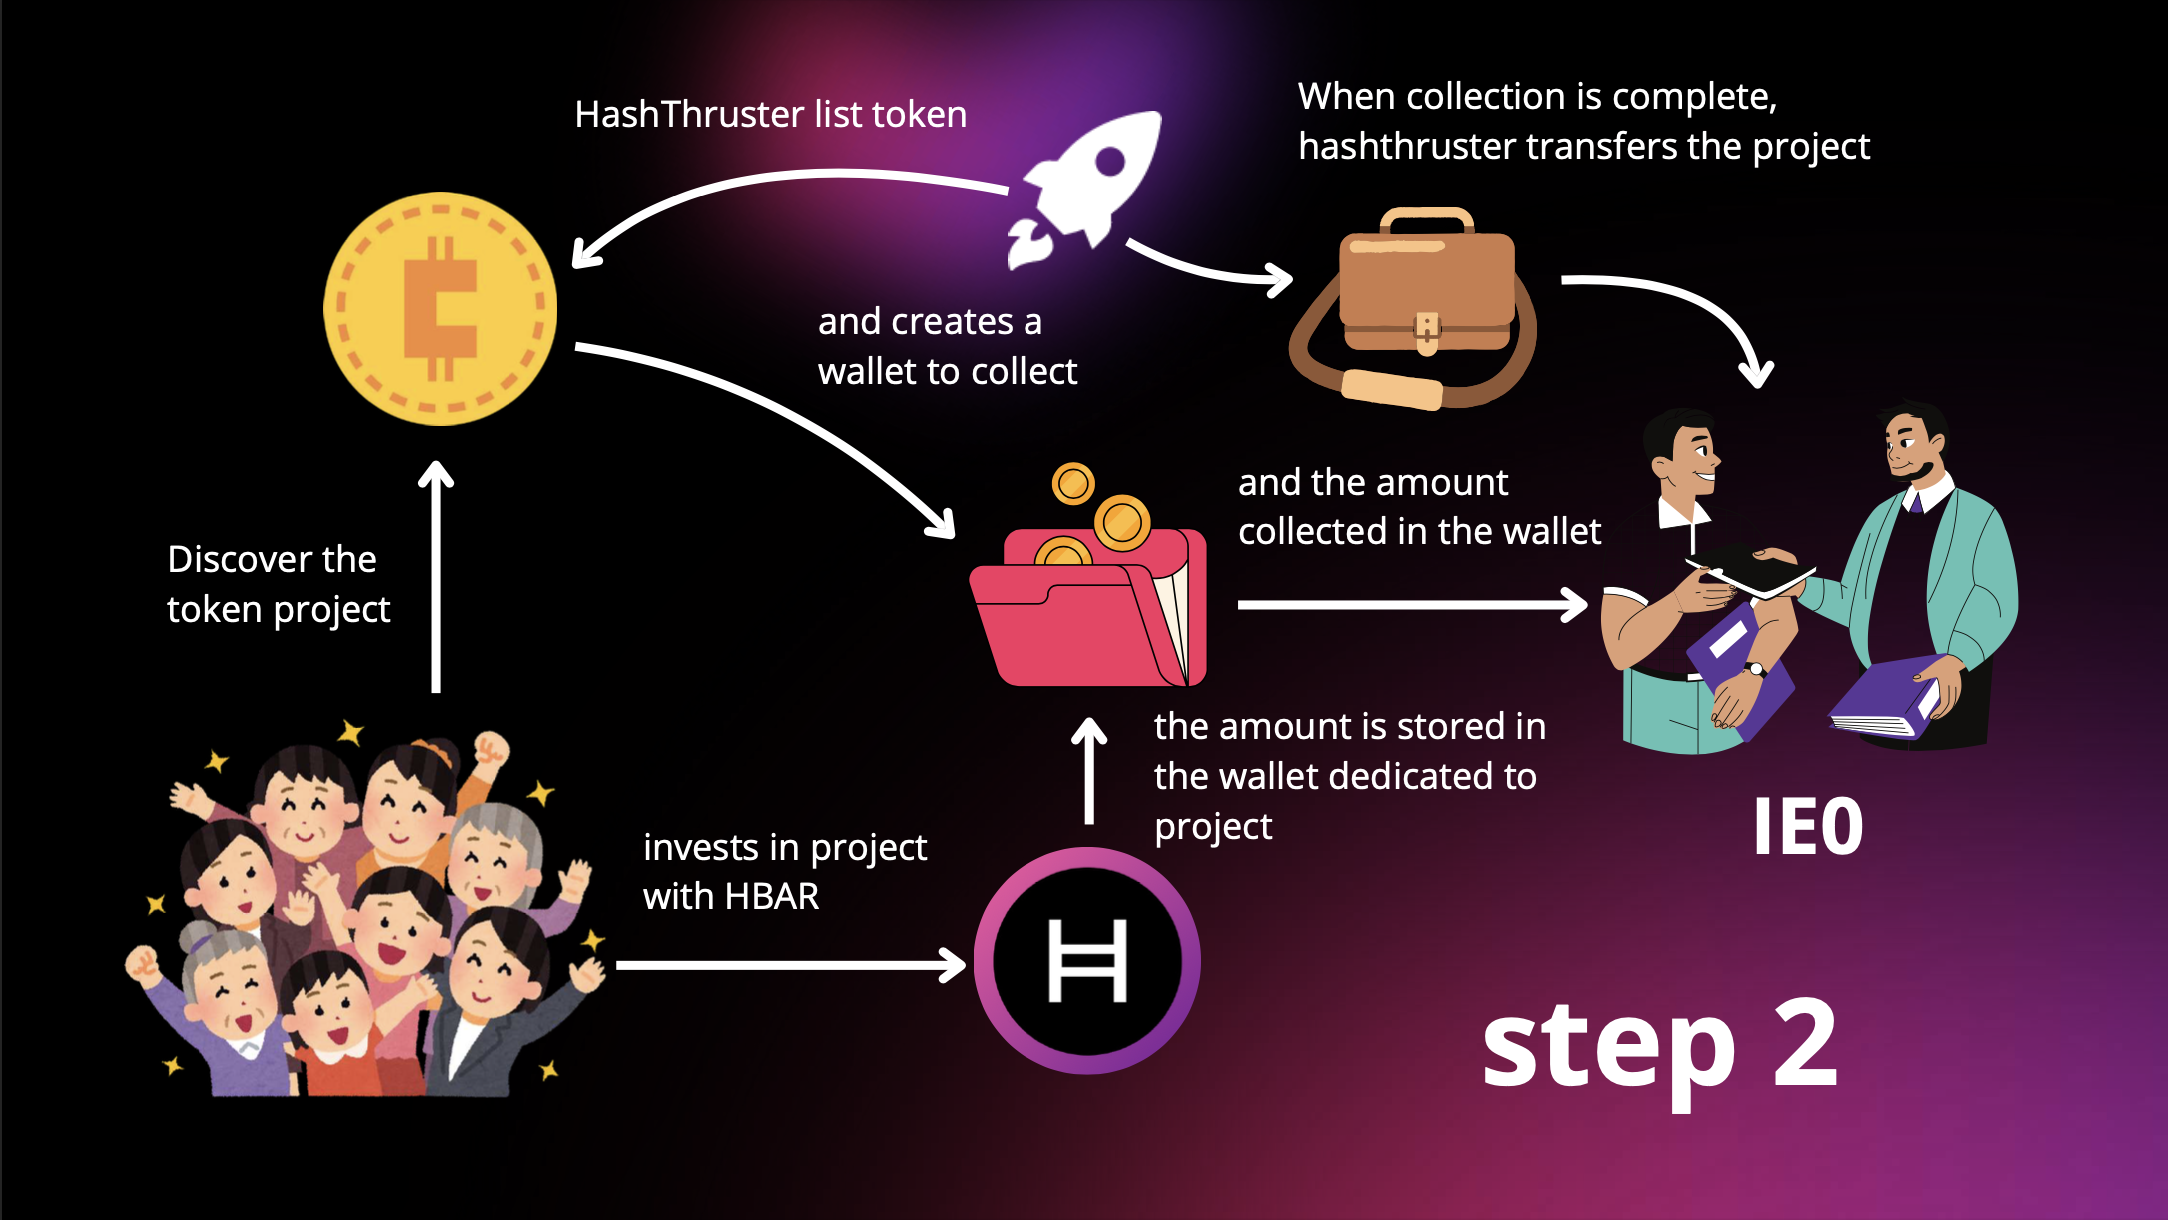 HashThruster list token
When collection is complete,
hashthruster transfers the project
and creates a
wallet to collect
and the amount
collected in the wallet
Discover the
token project
the amount is stored in
the wallet dedicated to
project
IE0
invests in project
with HBAR
step 2